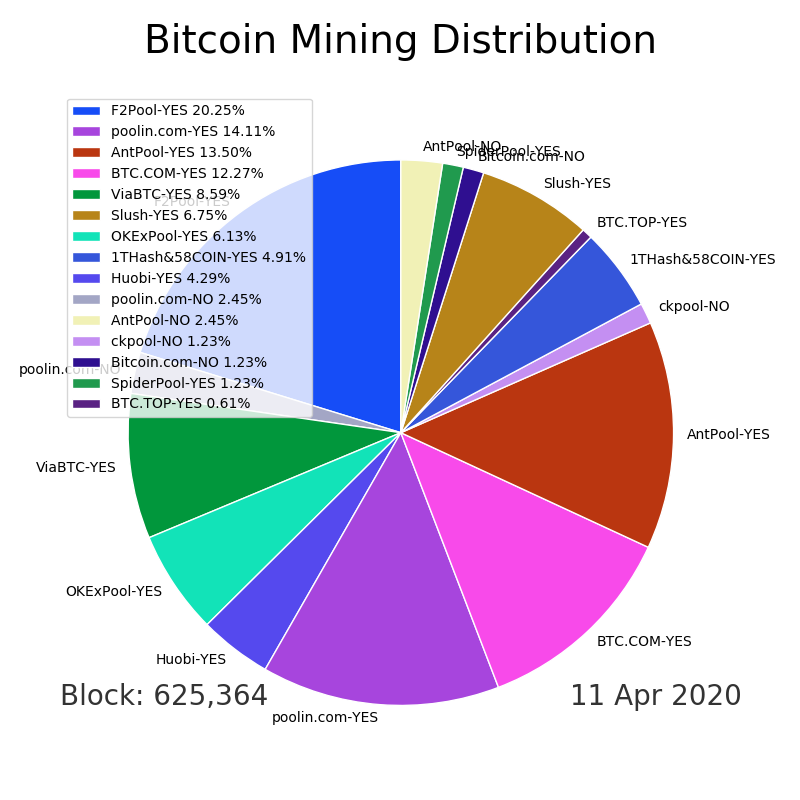 Bitcoin Mining Distribution
F2Pool-YES 20.25%
poolin.com-YES 14.11%
AntPool-YES 13.50%
BTC.COM-YES 12.27%
ViaBTC-YES 8.59%
Slush-YES 6.75%
OKExPool-YES 6.13%
1THash&58COIN-YES 4.91%
Huobi-YES 4.29%
poolin.com-NO 2.45%
AntPool-NO 2.45%
ckpool-NO 1.23%
Bitcoin.com-NO 1.23%
SpiderPool-YES 1.23%
BTC.TOP-YES 0.61%
AntPool-NO
SpiderPool-YES
Bitcoin.com-NO
Slush-YES
BTC.TOP-YES
1THash&58COIN-YES
ckpool-NO
AntPool-YES
BTC.COM-YES
poolin.com-YES
Huobi-YES
OKExPool-YES
ViaBTC-YES
poolin.com-NO
F2Pool-YES
Block: 625,364
11 Apr 2020